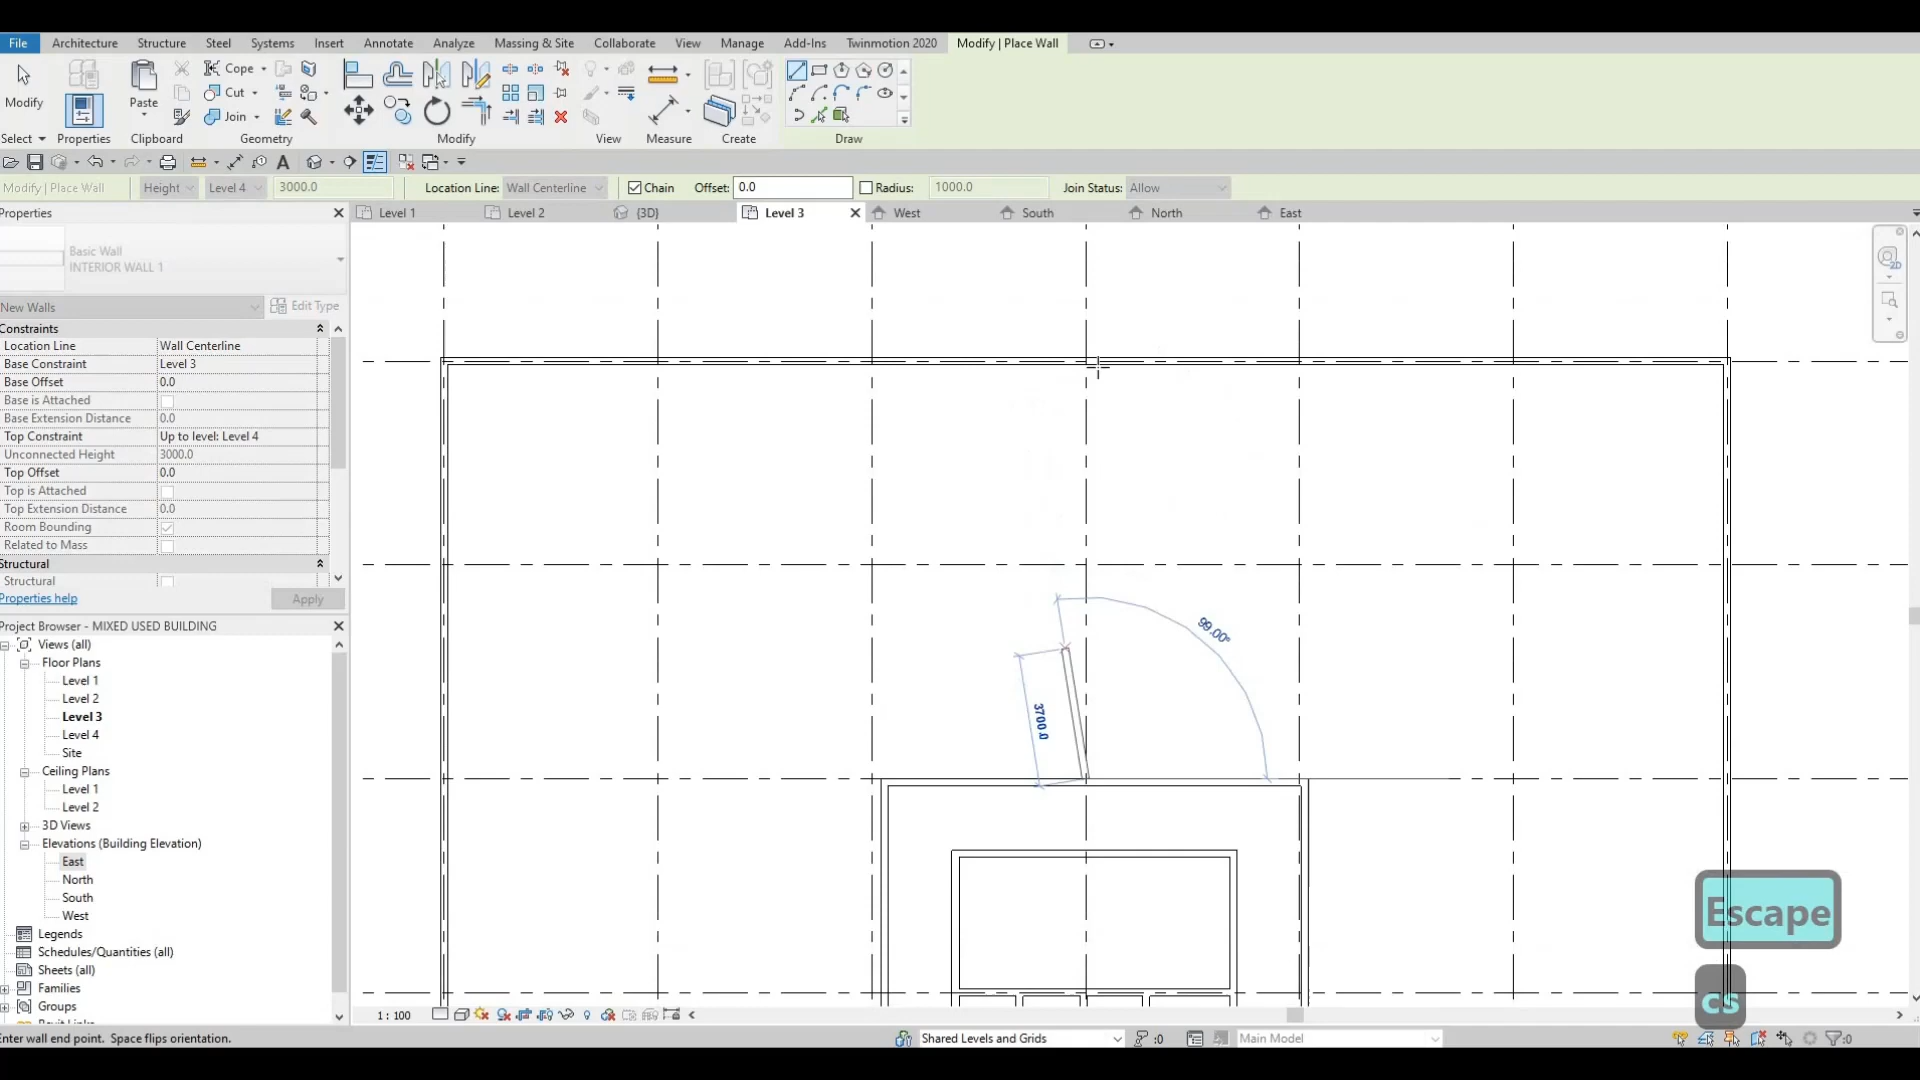 File Architecture Structure Steel Systems Insert Annotate Analyze Massing & Site Collaborate View Manage Add-Ins Twinmotion 2020 Modify | Place Wall
Cope
Modify Paste Cut
Join
Select Properties Clipboard Geometry Modify View Measure Create Draw
A
Modify | Place Wall Height Level 4 3000.0 Location Line: Wall Centerline Chain Offset: 0.0 Radius: 1000.0 Join Status: Allow
Properties
Level 1 Level 2 {3D} Level 3 West South North East
Basic Wall
INTERIOR WALL 1
New Walls Edit Type
Constraints
Location Line Wall Centerline
Base Constraint Level 3
Base Offset 0.0
Base is Attached
Base Extension Distance 0.0
Top Constraint Up to level: Level 4
Unconnected Height 3000.0
Top Offset 0.0
Top is Attached
Top Extension Distance 0.0
Room Bounding
Related to Mass
Structural
Structural
Properties help Apply
Project Browser - MIXED USED BUILDING
Views (all)
Floor Plans
Level 1
Level 2
Level 3
Level 4
Site
Ceiling Plans
Level 1
Level 2
3D Views
Elevations (Building Elevation)
East
North
South
West
Legends
Schedules/Quantities (all)
Sheets (all)
Families
Groups
Revit Links
2D
99.00°
3700.0
Escape
cs
1 : 100
Enter wall end point. Space flips orientation.
Shared Levels and Grids :0 Main Model :0